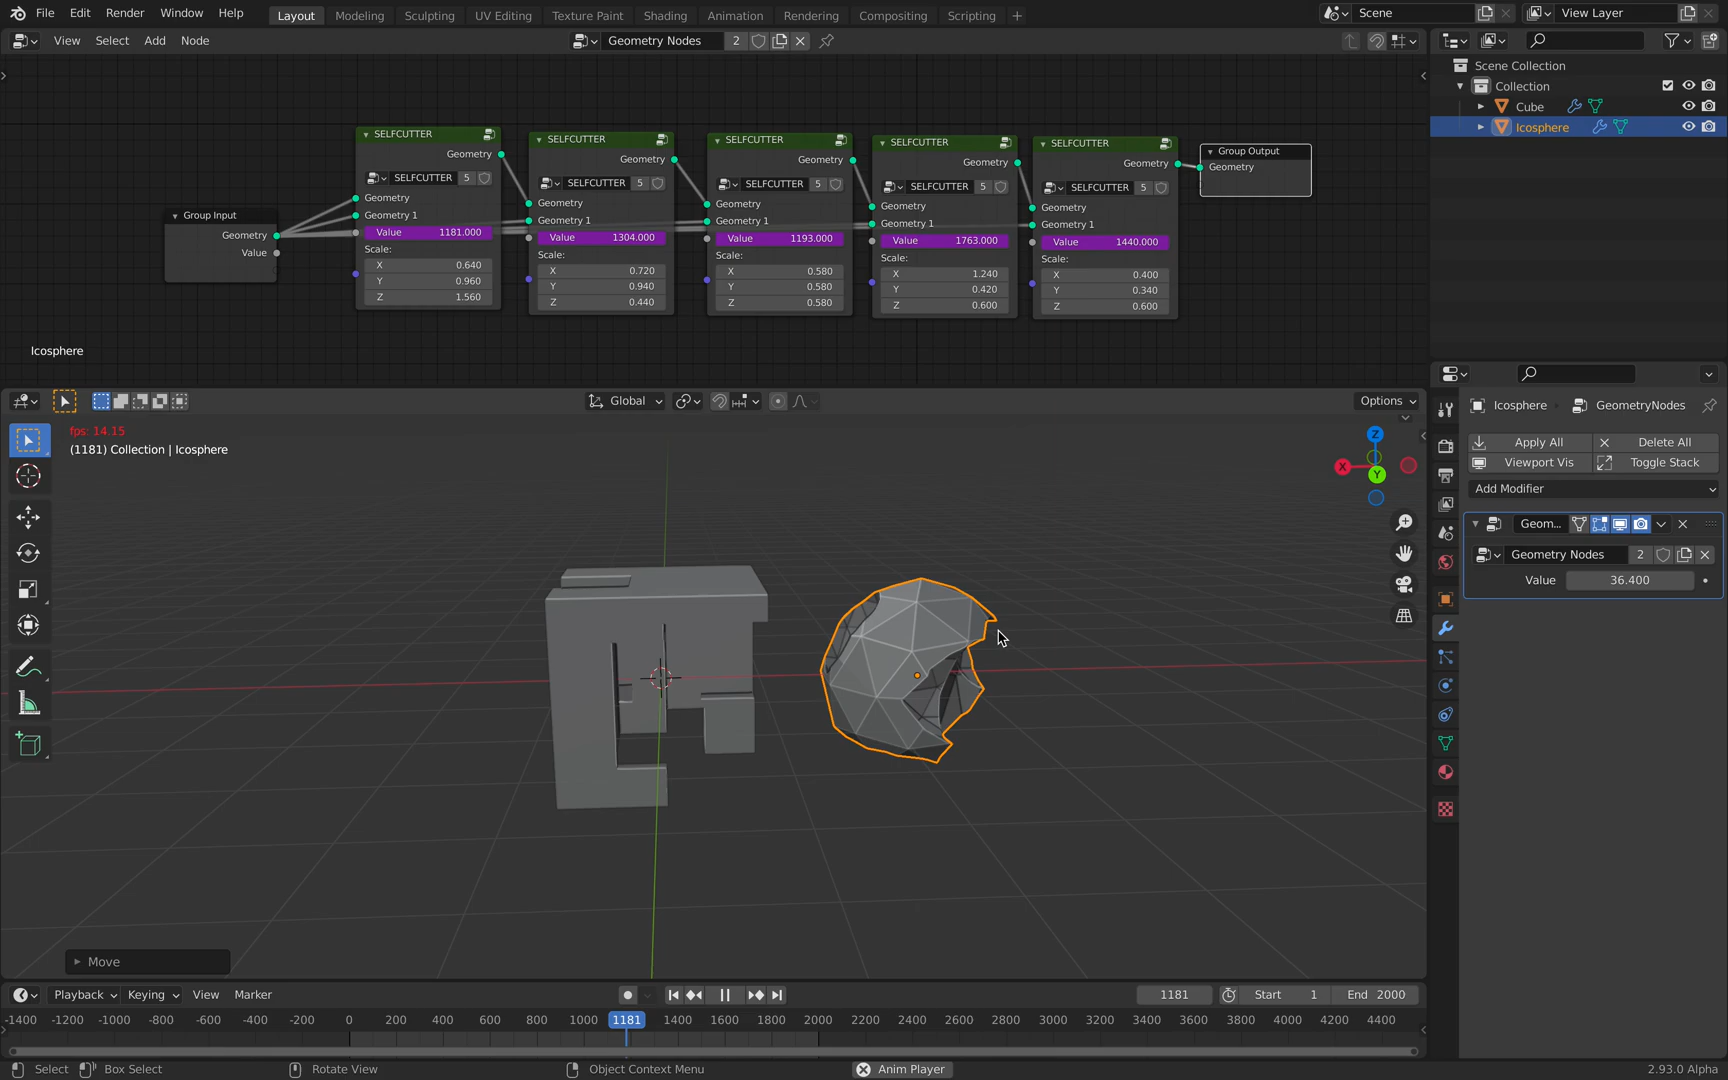 File Edit Render Window Help Layout Modeling Sculpting UV Editing Texture Paint Shading Animation Rendering Compositing Scripting + Scene View Layer
View Select Add Node Geometry Nodes 2
Scene Collection
Collection
Cube
Icosphere
Group Input
Geometry
Value
SELFCUTTER
Geometry
SELFCUTTER 5
Geometry
Geometry 1
Value 1181.000
Scale:
X 0.640
Y 0.960
Z 1.560
SELFCUTTER
Geometry
SELFCUTTER 5
Geometry
Geometry 1
Value 1304.000
Scale:
X 0.720
Y 0.940
Z 0.440
SELFCUTTER
Geometry
SELFCUTTER 5
Geometry
Geometry 1
Value 1193.000
Scale:
X 0.580
Y 0.580
Z 0.580
SELFCUTTER
Geometry
SELFCUTTER 5
Geometry
Geometry 1
Value 1763.000
Scale:
X 1.240
Y 0.420
Z 0.600
SELFCUTTER
Geometry
SELFCUTTER 5
Geometry
Geometry 1
Value 1440.000
Scale:
X 0.400
Y 0.340
Z 0.600
Group Output
Geometry
Icosphere
Global Options
fps: 14.15
(1181) Collection | Icosphere
Z
X
Y
Move
Icosphere GeometryNodes
Apply All Delete All
Viewport Vis Toggle Stack
Add Modifier
Geom...
Geometry Nodes 2
Value 36.400
Playback Keying View Marker 1181 Start 1 End 2000
-1400 -1200 -1000 -800 -600 -400 -200 0 200 400 600 800 1000 1181 1400 1600 1800 2000 2200 2400 2600 2800 3000 3200 3400 3600 3800 4000 4200 4400
Select Box Select Rotate View Object Context Menu Anim Player 2.93.0 Alpha